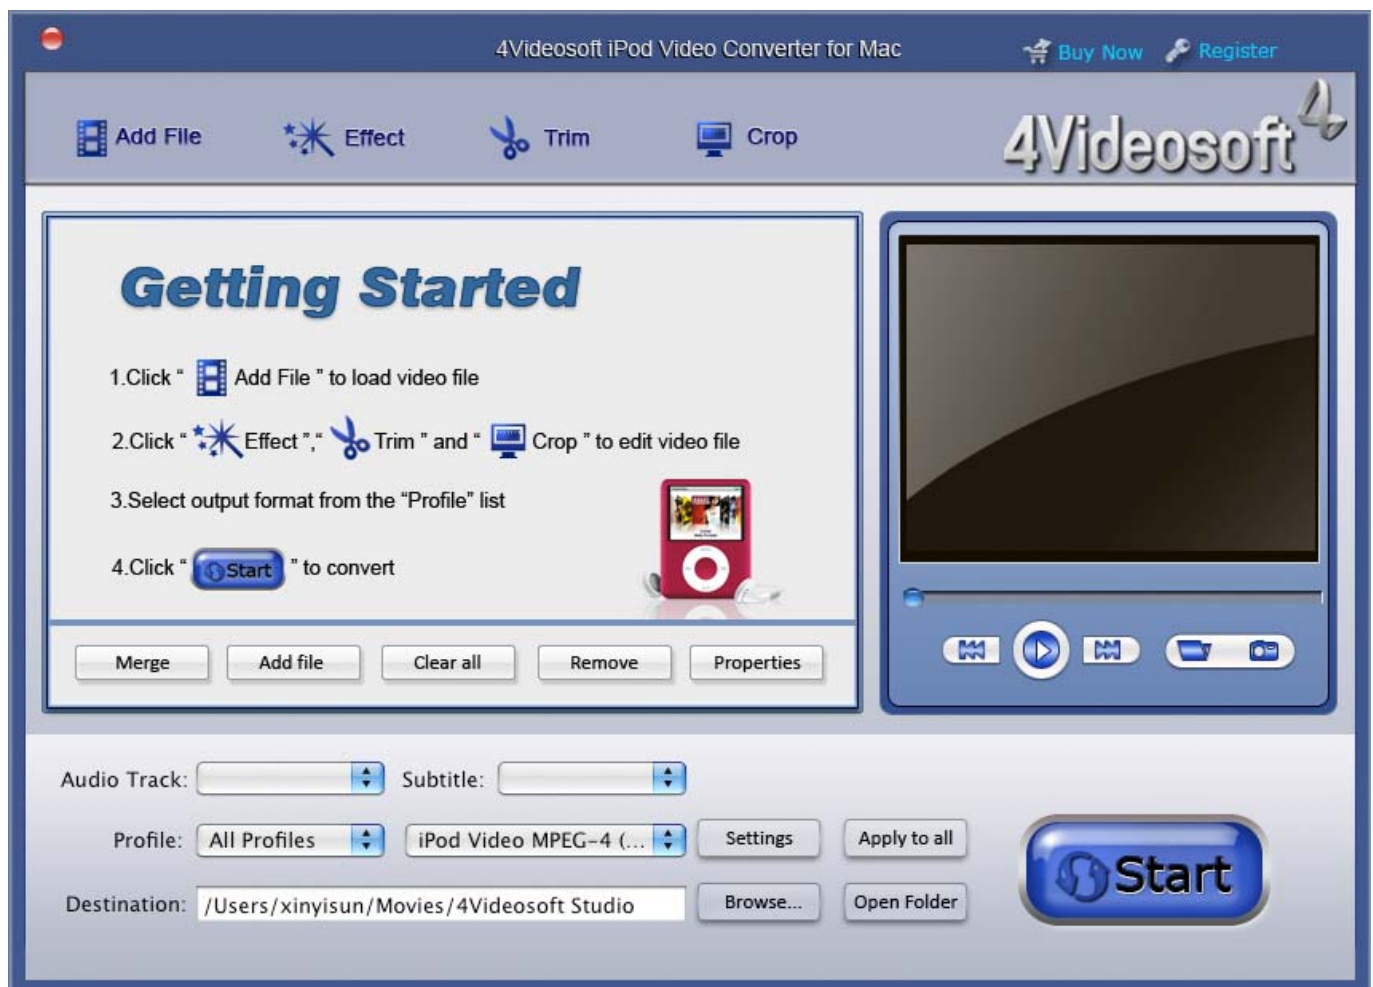 4Videosoft iPod Video Converter for Mac
Buy Now
Register
Add File
Effect
Trim
Crop
4Videosoft
4
Getting Started
1.Click “ Add File ” to load video file
2.Click “ Effect ”,“ Trim ” and “ Crop ” to edit video file
3.Select output format from the “Profile” list
4.Click “ Start ” to convert
Merge
Add file
Clear all
Remove
Properties
Audio Track:
Subtitle:
Profile:
All Profiles
iPod Video MPEG-4 (...
Settings
Apply to all
Destination:
/Users/xinyisun/Movies/4Videosoft Studio
Browse...
Open Folder
Start